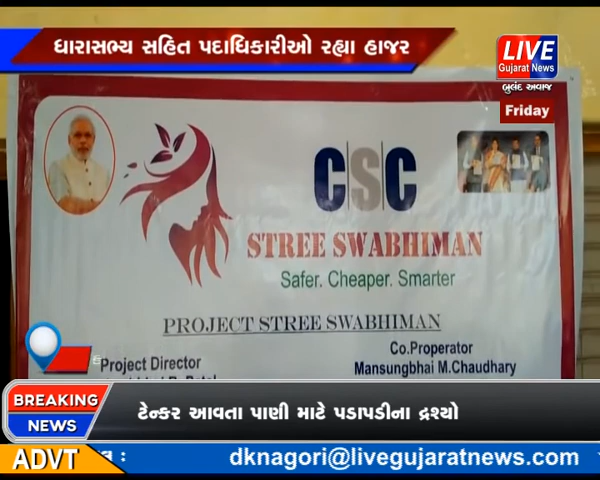 ધારાસભ્ય સહિત પદાધિકારીઓ રહ્યા હાજર
LIVE
Gujarat News
બુલંદ અવાજ
Friday
CSC
STREE SWABHIMAN
Safer. Cheaper. Smarter
PROJECT STREE SWABHIMAN
Project Director
Co.Properator
Mansungbhai M.Chaudhary
BREAKING
NEWS
ટેન્કર આવતા પાણી માટે પડાપડીના દ્રશ્યો
ADVT
dknagori@livegujaratnews.com